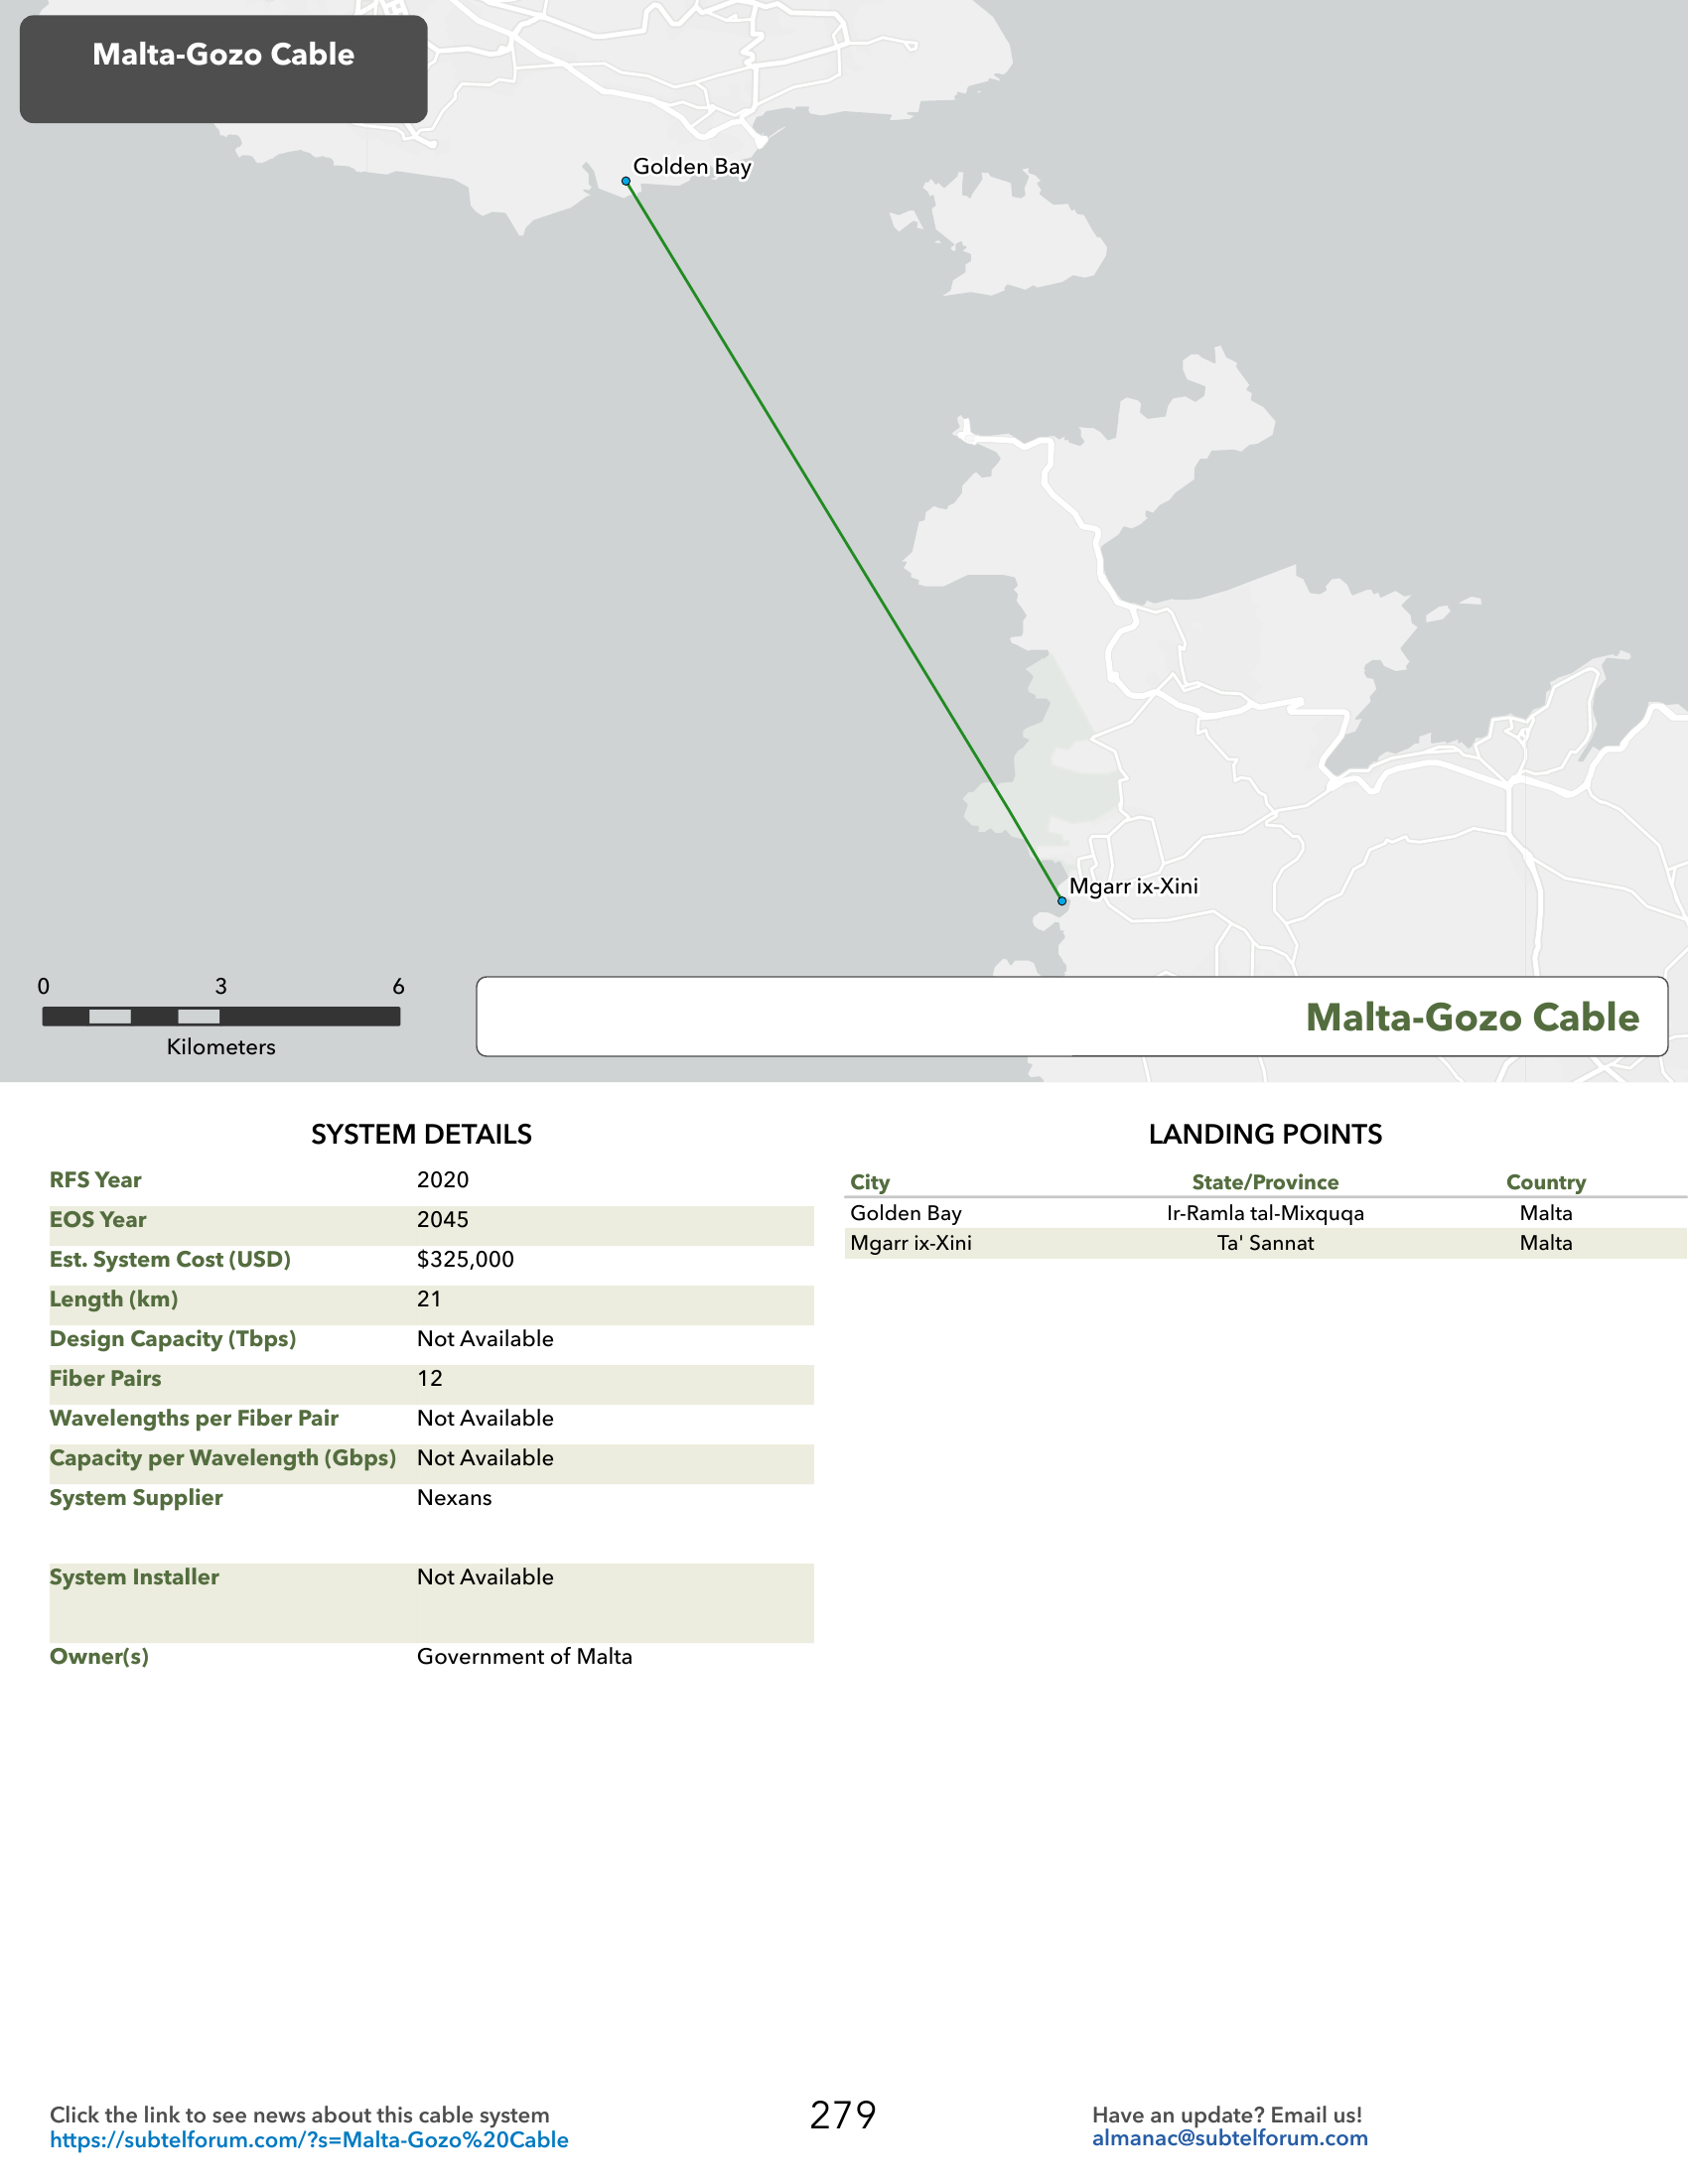 Malta-Gozo Cable
Golden Bay
Mgarr ix-Xini
0 3 6
Kilometers
Malta-Gozo Cable
SYSTEM DETAILS
RFS Year 2020
EOS Year 2045
Est. System Cost (USD) $325,000
Length (km) 21
Design Capacity (Tbps) Not Available
Fiber Pairs 12
Wavelengths per Fiber Pair Not Available
Capacity per Wavelength (Gbps) Not Available
System Supplier Nexans
System Installer Not Available
Owner(s) Government of Malta
LANDING POINTS
City State/Province Country
Golden Bay Ir-Ramla tal-Mixquqa Malta
Mgarr ix-Xini Ta' Sannat Malta
Click the link to see news about this cable system
https://subtelforum.com/?s=Malta-Gozo%20Cable
279
Have an update? Email us!
almanac@subtelforum.com